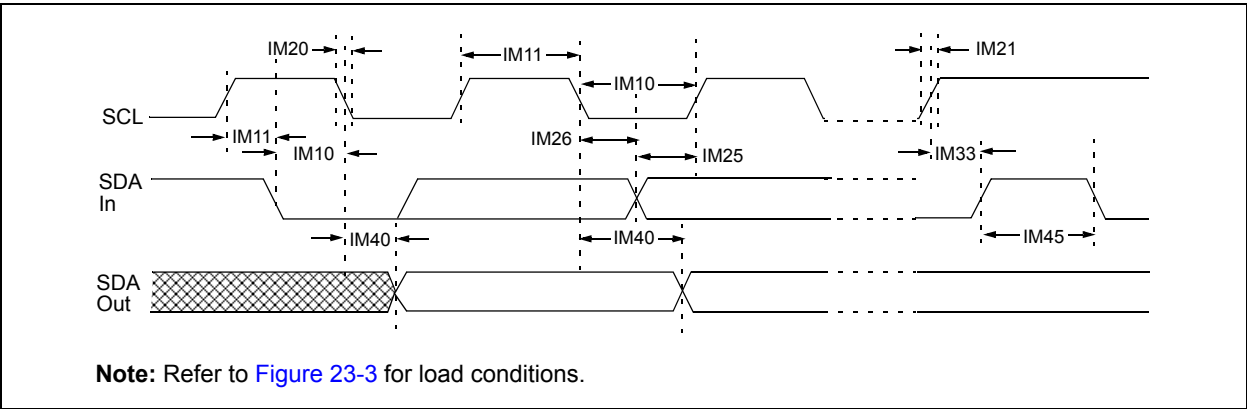 IM20
IM11
IM21
IM10
SCL
IM11
IM26
IM10
IM25
IM33
SDA
In
IM40
IM40
IM45
SDA
Out
Note: Refer to Figure 23-3 for load conditions.